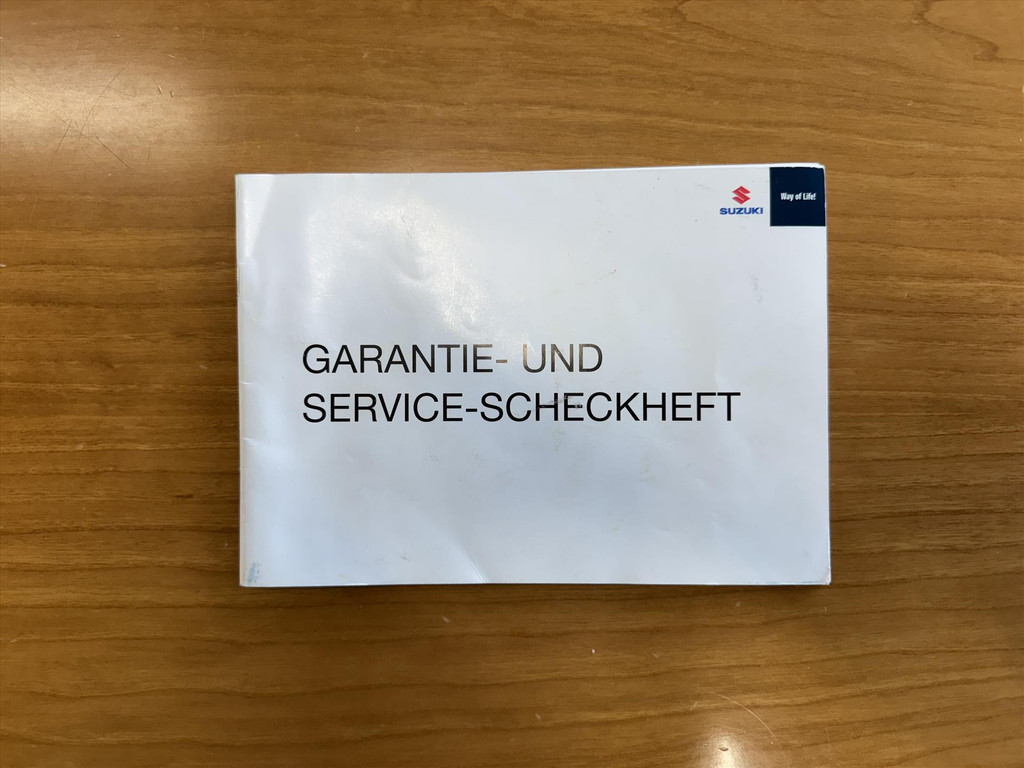 SUZUKI
Way of Life!
GARANTIE- UND
SERVICE-SCHECKHEFT